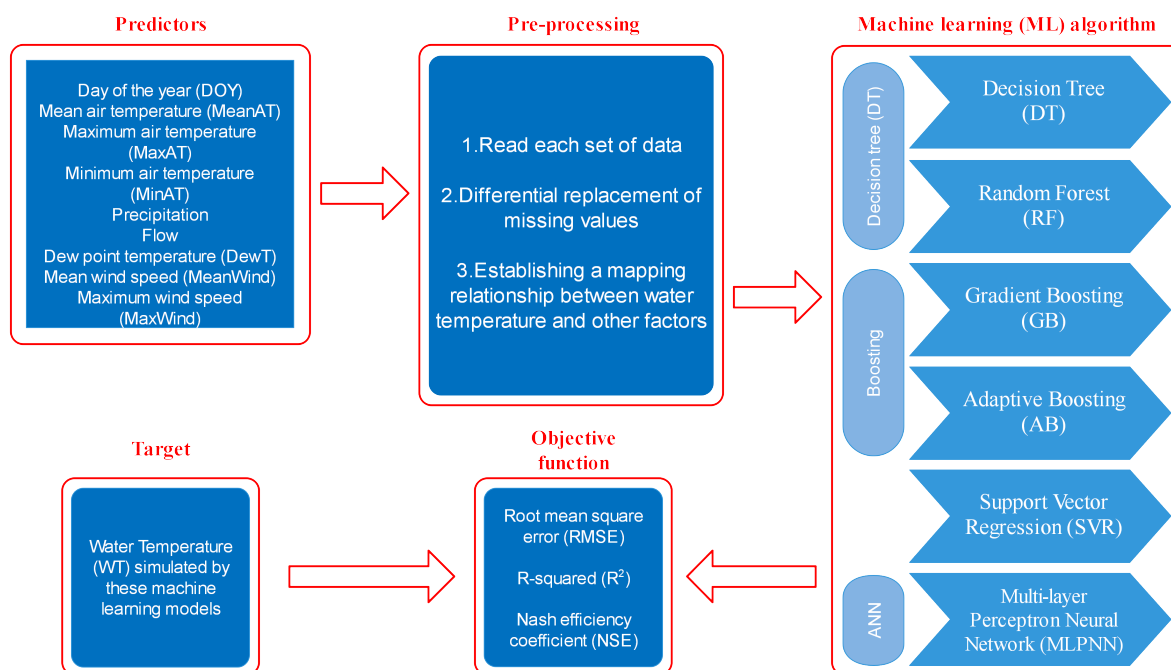 Predictors
Day of the year (DOY)
Mean air temperature (MeanAT)
Maximum air temperature
(MaxAT)
Minimum air temperature
(MinAT)
Precipitation
Flow
Dew point temperature (DewT)
Mean wind speed (MeanWind)
Maximum wind speed
(MaxWind)
Pre-processing
1.Read each set of data
2.Differential replacement of
missing values
3.Establishing a mapping
relationship between water
temperature and other factors
Machine learning (ML) algorithm
Decision tree (DT)
Decision Tree
(DT)
Random Forest
(RF)
Boosting
Gradient Boosting
(GB)
Adaptive Boosting
(AB)
Support Vector
Regression (SVR)
ANN
Multi-layer
Perceptron Neural
Network (MLPNN)
Target
Water Temperature
(WT) simulated by
these machine
learning models
Objective
function
Root mean square
error (RMSE)
R-squared (R²)
Nash efficiency
coefficient (NSE)